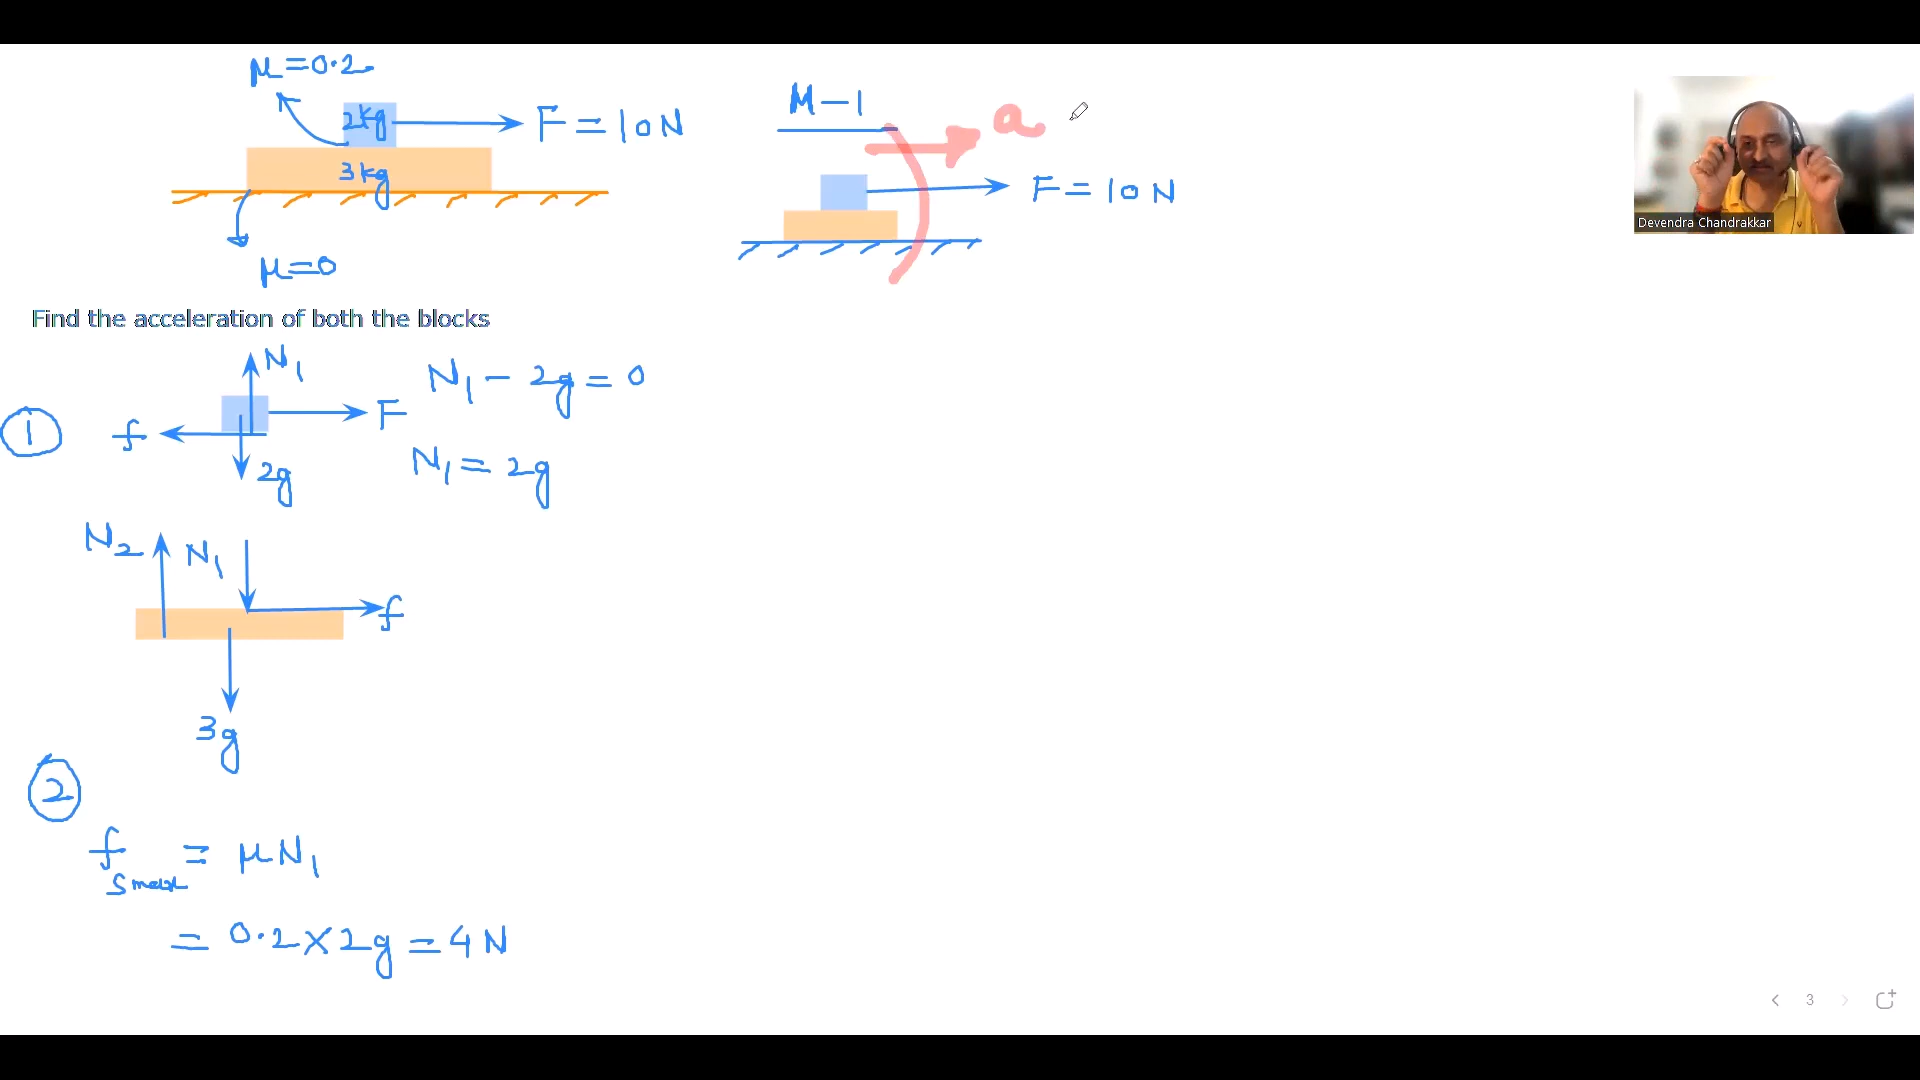 μ=0.2
2kg
F=10N
3kg
μ=0
M-1
a
F=10N
Devendra Chandrakkar
Find the acceleration of both the blocks
1
N₁
f
F
2g
N₁-2g=0
N₁=2g
N₂
N₁
f
3g
2
f s max = μN₁
= 0.2×2g=4N
3